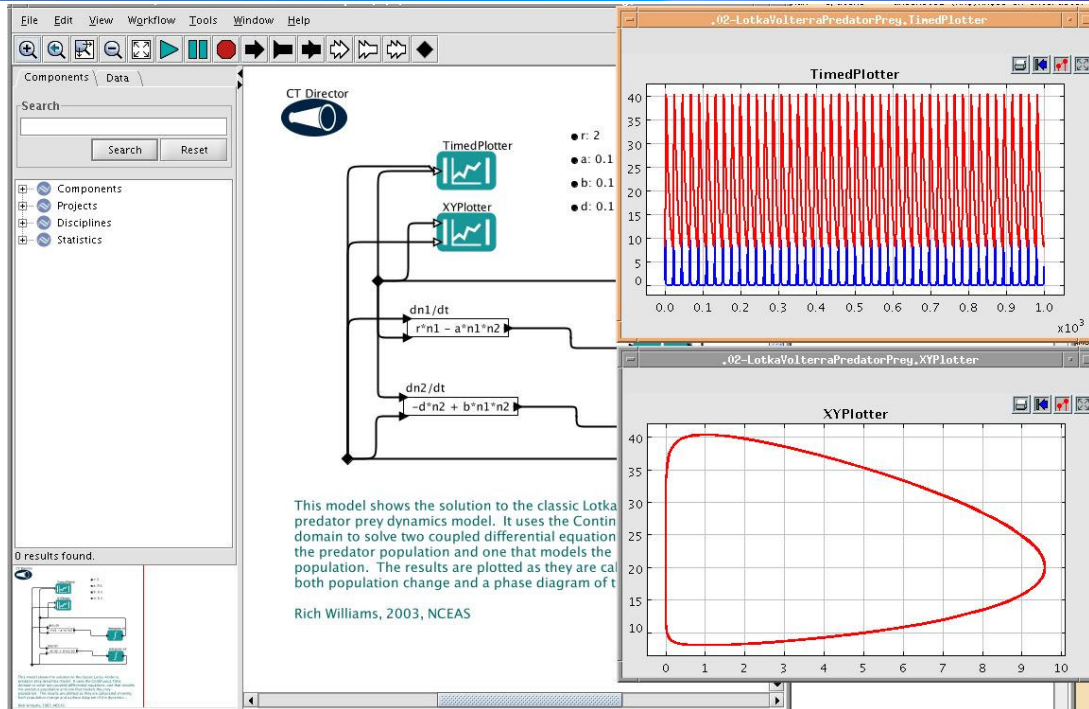 File Edit View Workflow Tools Window Help
Components Data
Search
Search Reset
Components
Projects
Disciplines
Statistics
0 results found.
CT Director
TimedPlotter
XYPlotter
r: 2
a: 0.1
b: 0.1
d: 0.1
dn1/dt
r*n1 - a*n1*n2
dn2/dt
-d*n2 + b*n1*n2
This model shows the solution to the classic Lotka
predator prey dynamics model. It uses the Contin
domain to solve two coupled differential equation
the predator population and one that models the
population. The results are plotted as they are cal
both population change and a phase diagram of t
Rich Williams, 2003, NCEAS
.02-LotkaVolterraPredatorPrey.TimedPlotter
TimedPlotter
40
35
30
25
20
15
10
5
0
0.0 0.1 0.2 0.3 0.4 0.5 0.6 0.7 0.8 0.9 1.0
x10³
.02-LotkaVolterraPredatorPrey.XYPlotter
XYPlotter
40
35
30
25
20
15
10
0 1 2 3 4 5 6 7 8 9 10